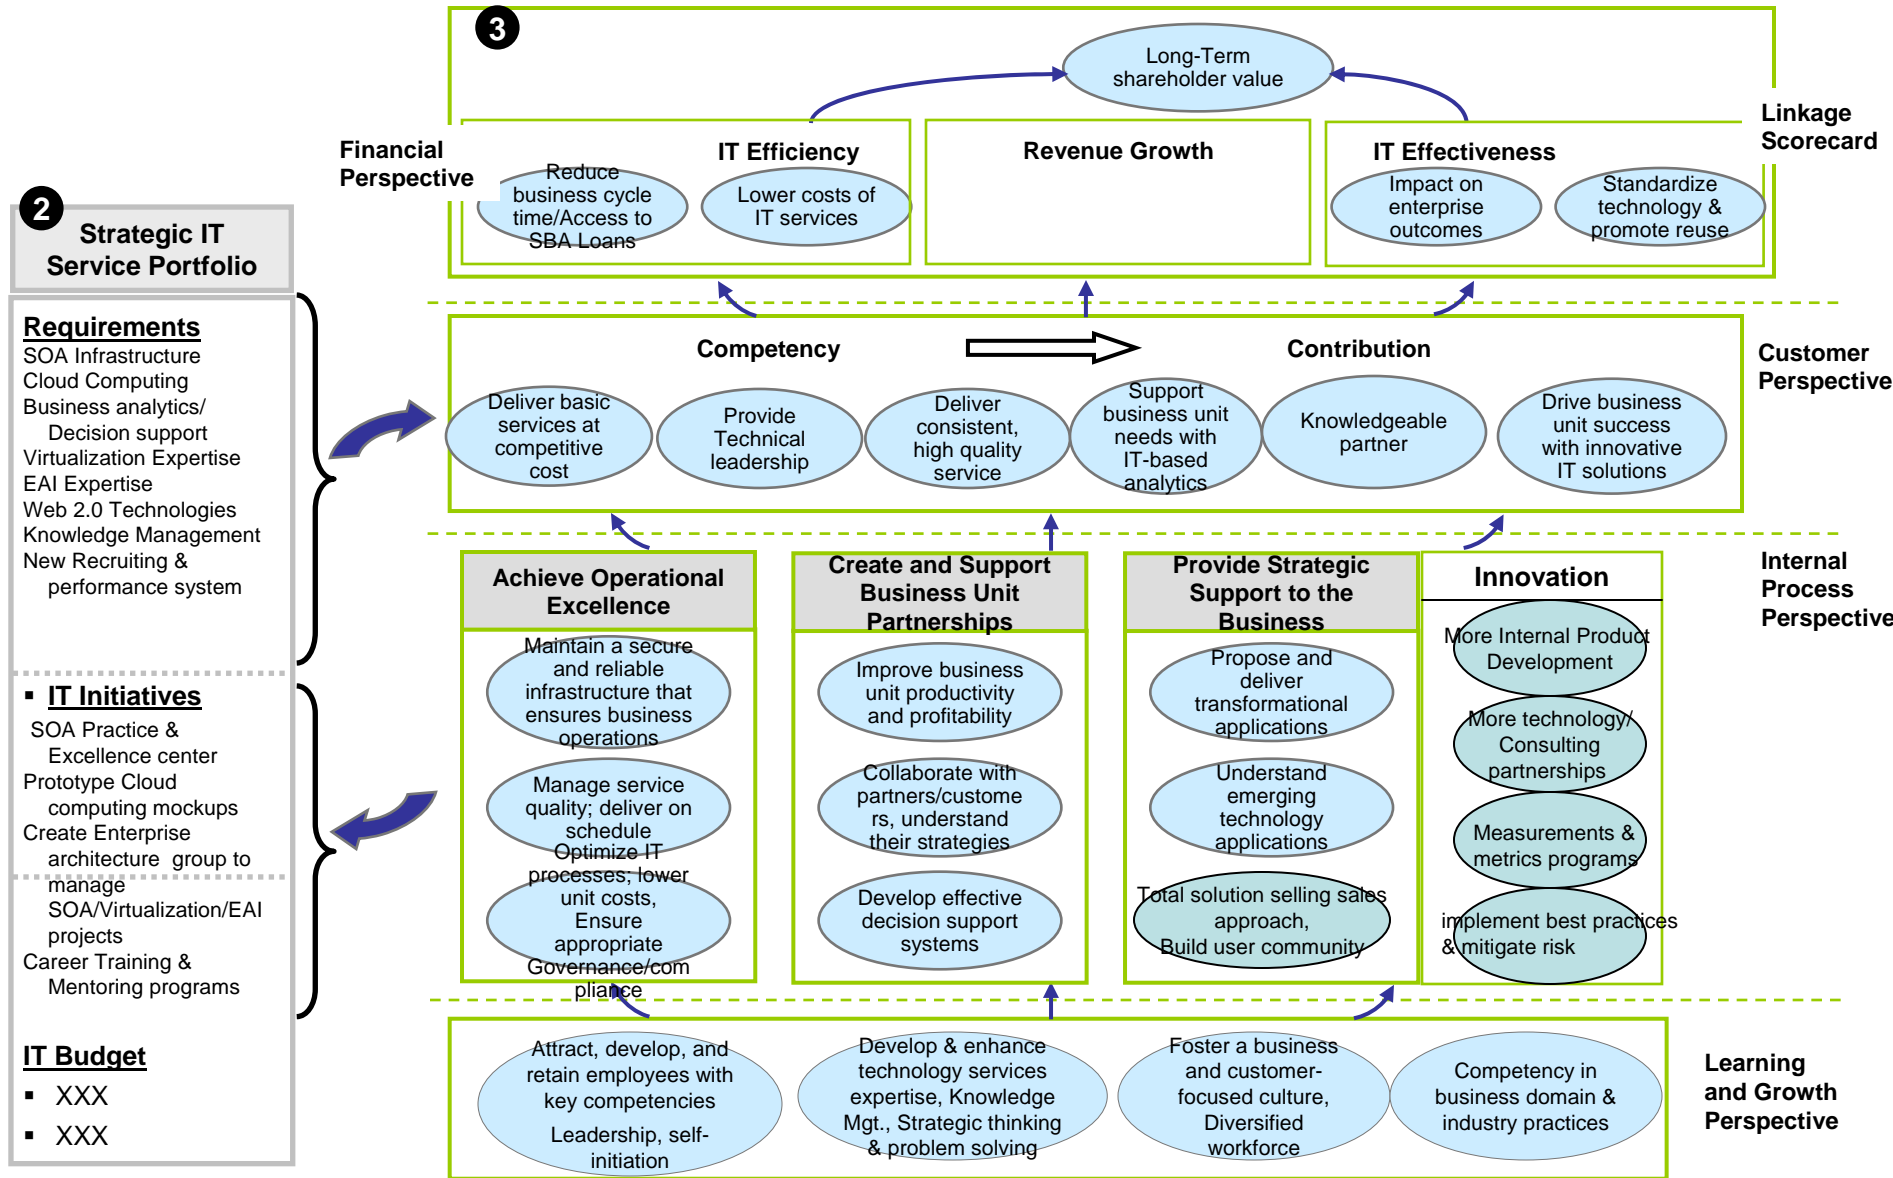 3
Long-Term
shareholder value
Linkage
Scorecard
Financial
Perspective
IT Efficiency
Reduce
business cycle
time/Access to
SBA Loans
Lower costs of
IT services
Revenue Growth
IT Effectiveness
Impact on
enterprise
outcomes
Standardize
technology &
promote reuse
2
Strategic IT
Service Portfolio
Requirements
SOA Infrastructure
Cloud Computing
Business analytics/
Decision support
Virtualization Expertise
EAI Expertise
Web 2.0 Technologies
Knowledge Management
New Recruiting &
performance system
▪ IT Initiatives
SOA Practice &
Excellence center
Prototype Cloud
computing mockups
Create Enterprise
architecture group to
manage
SOA/Virtualization/EAI
projects
Career Training &
Mentoring programs
IT Budget
▪ XXX
▪ XXX
Competency
Contribution
Customer
Perspective
Deliver basic
services at
competitive
cost
Provide
Technical
leadership
Deliver
consistent,
high quality
service
Support
business unit
needs with
IT-based
analytics
Knowledgeable
partner
Drive business
unit success
with innovative
IT solutions
Internal
Process
Perspective
Achieve Operational
Excellence
Maintain a secure
and reliable
infrastructure that
ensures business
operations
Manage service
quality; deliver on
schedule
Optimize IT
processes; lower
unit costs,
Ensure
appropriate
Governance/com
pliance
Create and Support
Business Unit
Partnerships
Improve business
unit productivity
and profitability
Collaborate with
partners/custome
rs, understand
their strategies
Develop effective
decision support
systems
Provide Strategic
Support to the
Business
Propose and
deliver
transformational
applications
Understand
emerging
technology
applications
Total solution selling sales
approach,
Build user community
Innovation
More Internal Product
Development
More technology/
Consulting
partnerships
Measurements &
metrics programs
implement best practices
& mitigate risk
Learning
and Growth
Perspective
Attract, develop, and
retain employees with
key competencies
Leadership, self-
initiation
Develop & enhance
technology services
expertise, Knowledge
Mgt., Strategic thinking
& problem solving
Foster a business
and customer-
focused culture,
Diversified
workforce
Competency in
business domain &
industry practices